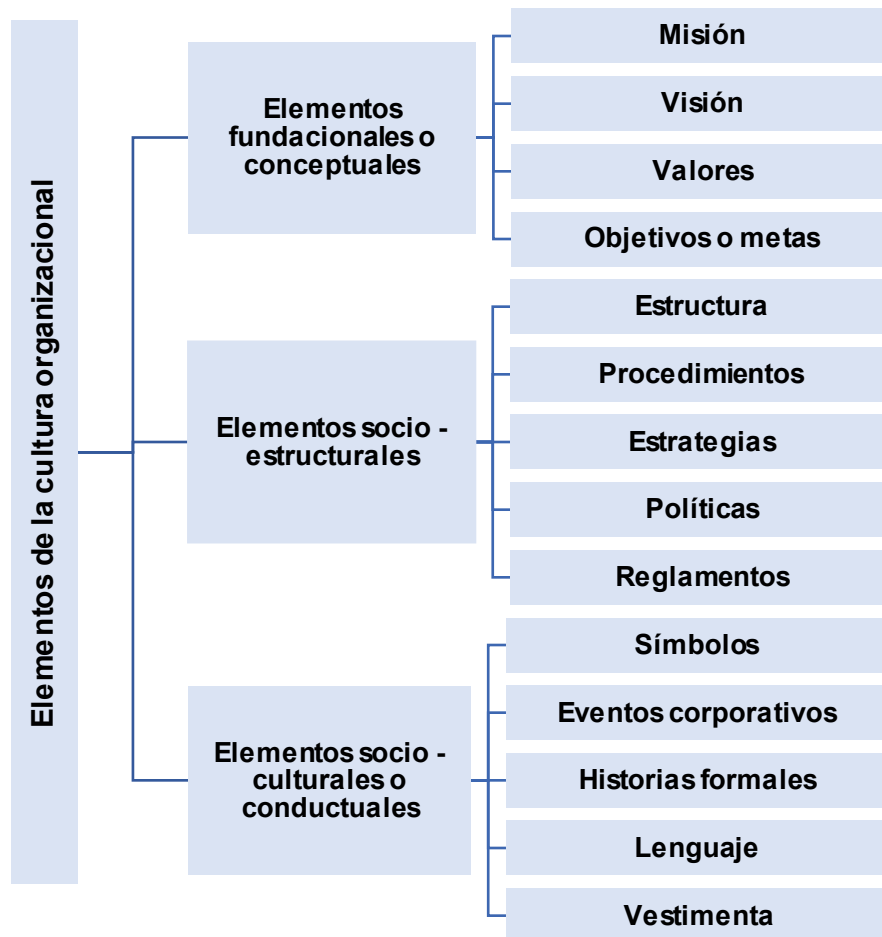 Elementos de la cultura organizacional
Elementos
fundacionales o
conceptuales
Misión
Visión
Valores
Objetivos o metas
Elementos socio -
estructurales
Estructura
Procedimientos
Estrategias
Políticas
Reglamentos
Elementos socio -
culturales o
conductuales
Símbolos
Eventos corporativos
Historias formales
Lenguaje
Vestimenta